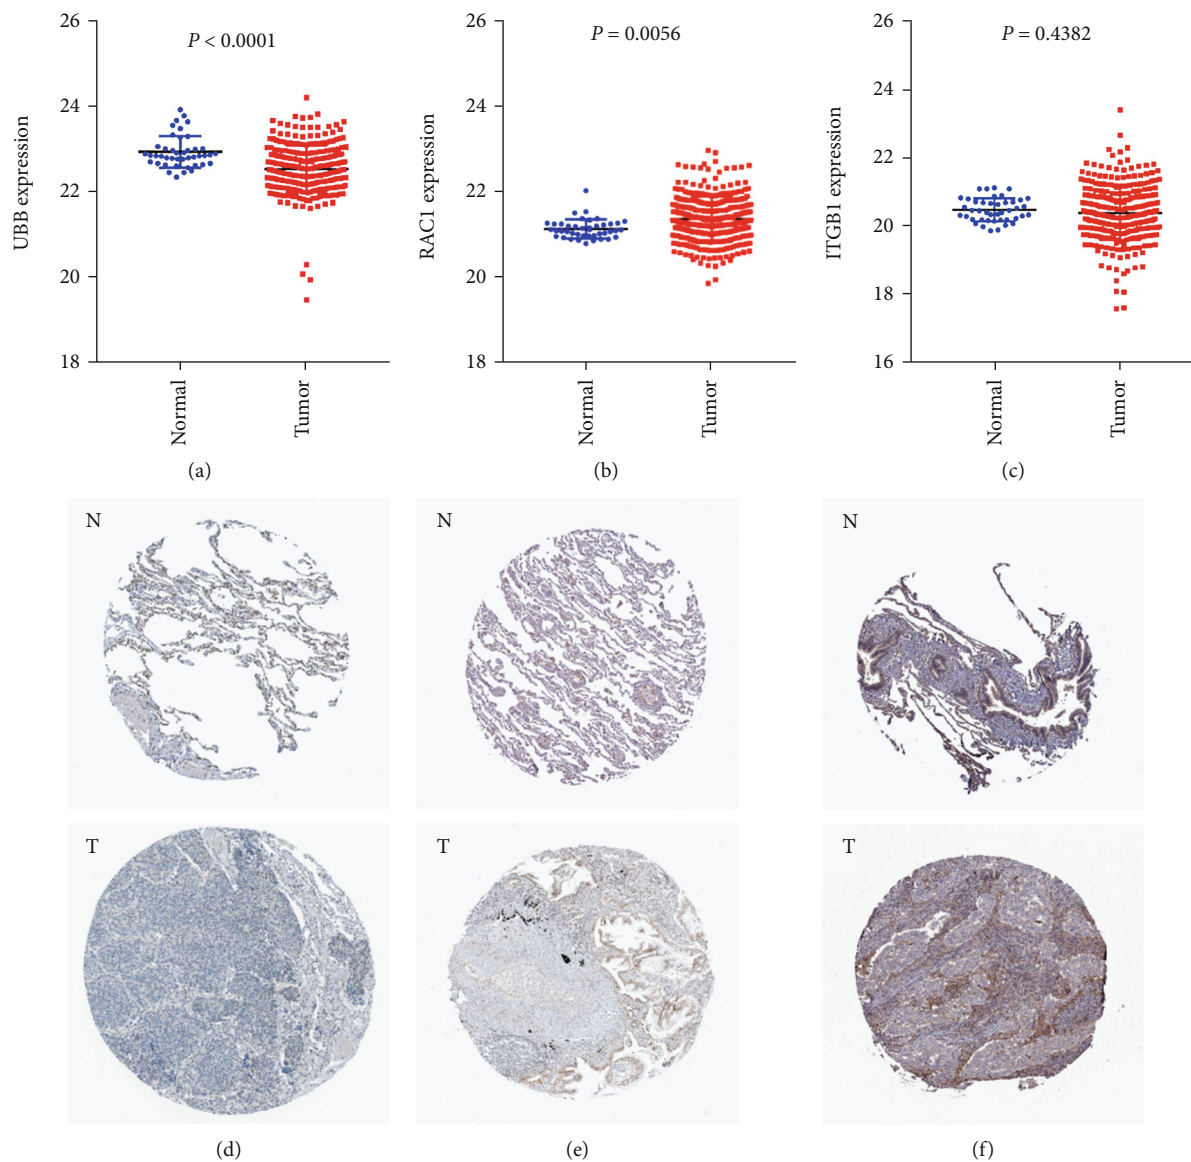 26
24
22
20
18
UBB expression
P < 0.0001
Normal
Tumor
(a)
26
24
22
20
18
RAC1 expression
P = 0.0056
Normal
Tumor
(b)
26
24
22
20
18
16
ITGB1 expression
P = 0.4382
Normal
Tumor
(c)
N
N
N
T
T
T
(d)
(e)
(f)